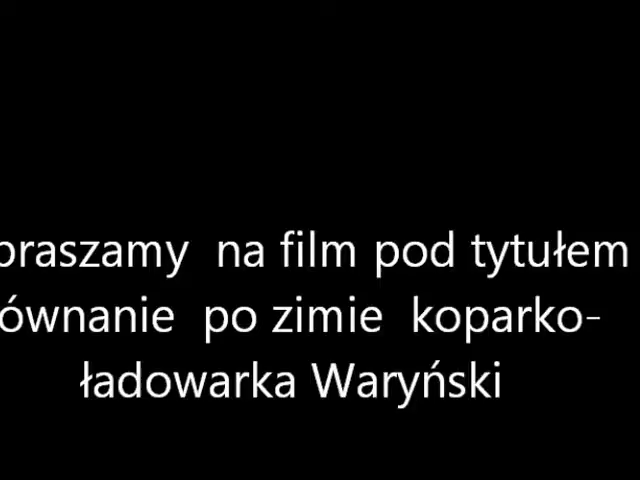 praszamy na film pod tytułem
ównanie po zimie koparko-
ładowarka Waryński